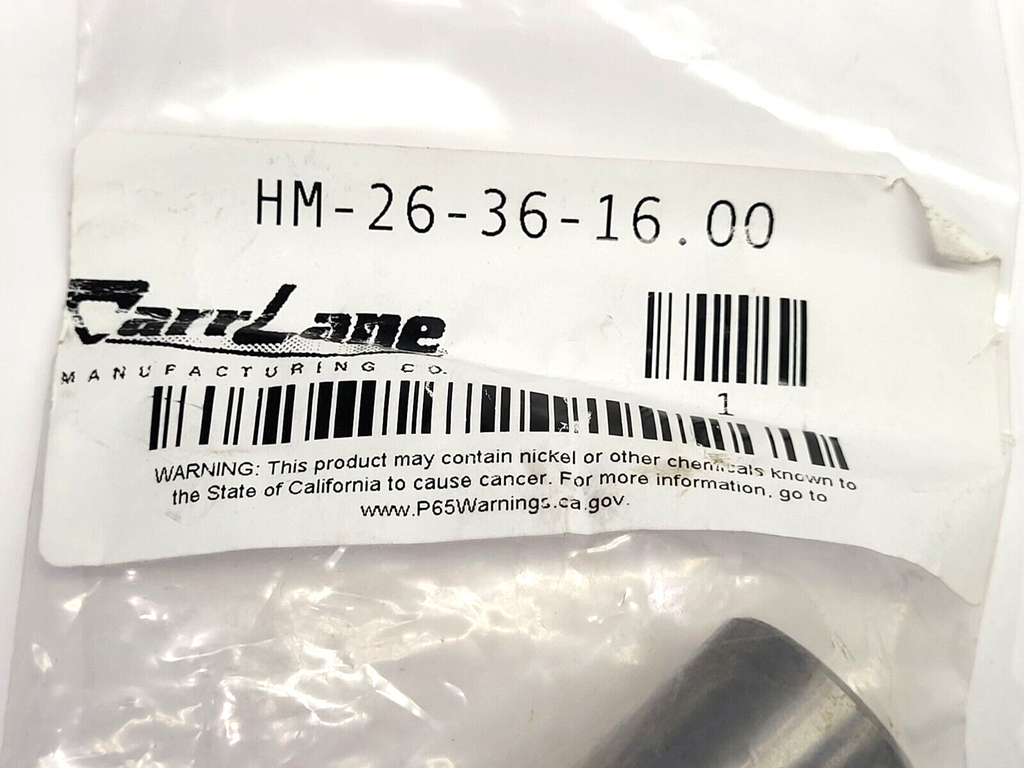 HM-26-36-16.00
CarrLane
MANUFACTURING CO.
1
WARNING: This product may contain nickel or other chemicals known to
the State of California to cause cancer. For more information, go to
www.P65Warnings.ca.gov.